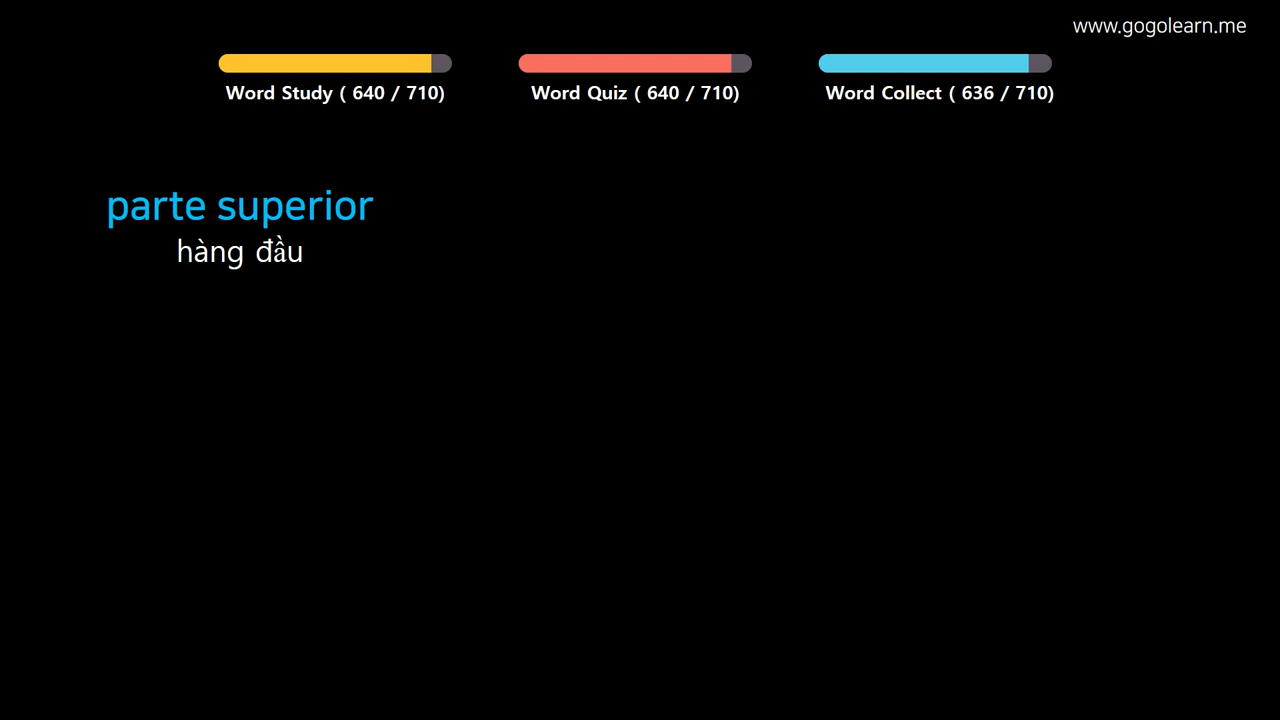 www.gogolearn.me
Word Study ( 640 / 710)
Word Quiz ( 640 / 710)
Word Collect ( 636 / 710)
parte superior
hàng đầu